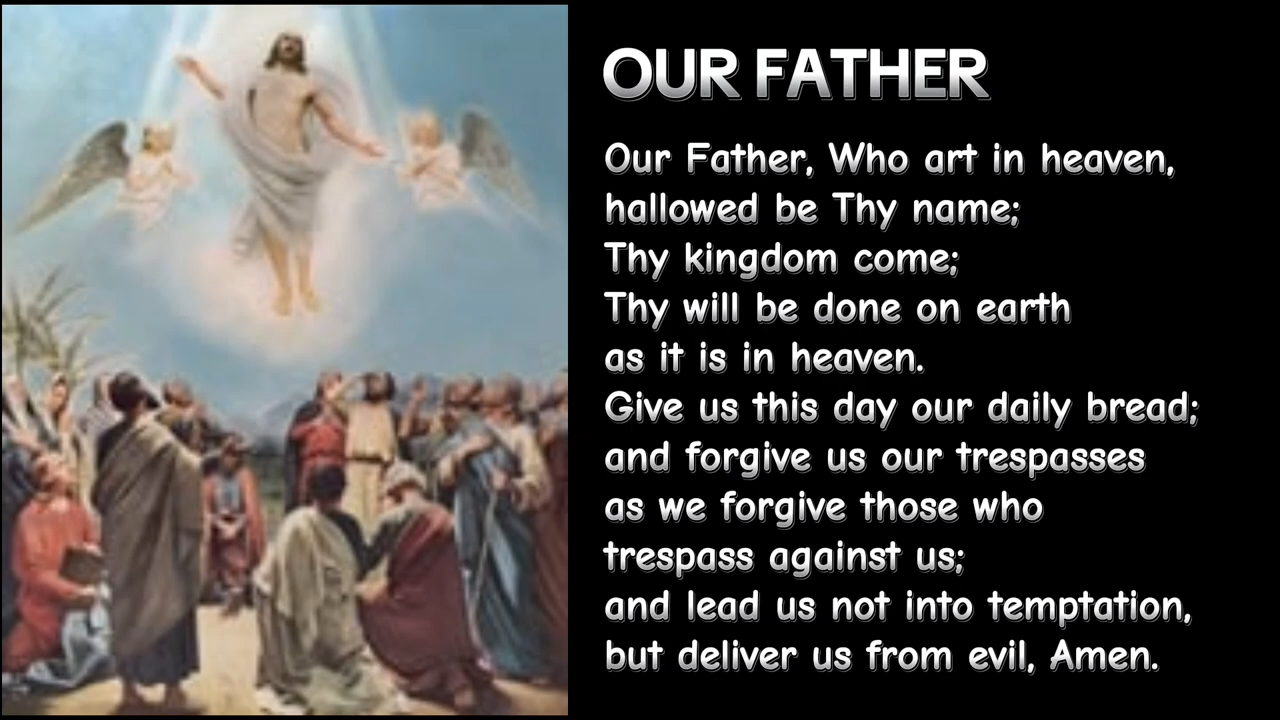 OUR FATHER
Our Father, Who art in heaven,
hallowed be Thy name;
Thy kingdom come;
Thy will be done on earth
as it is in heaven.
Give us this day our daily bread;
and forgive us our trespasses
as we forgive those who
trespass against us;
and lead us not into temptation,
but deliver us from evil, Amen.